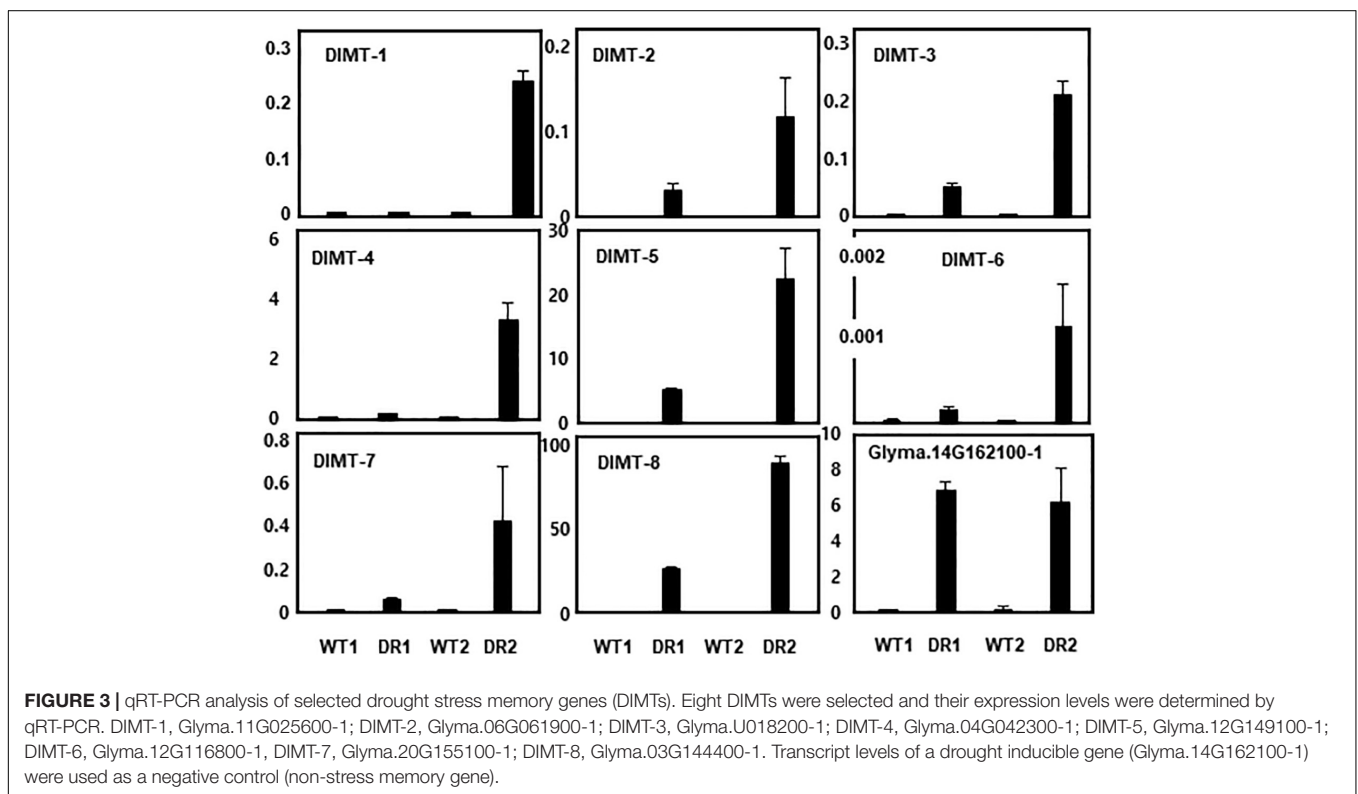 DIMT-1
0.3
0.2
0.1
0
DIMT-2
0.2
0.1
0
DIMT-3
0.3
0.2
0.1
0
DIMT-4
6
4
2
0
DIMT-5
30
20
10
0
DIMT-6
0.002
0.001
0
DIMT-7
0.8
0.6
0.4
0.2
0
DIMT-8
100
50
0
Glyma.14G162100-1
10
8
6
4
2
0
WT1 DR1 WT2 DR2
WT1 DR1 WT2 DR2
WT1 DR1 WT2 DR2
FIGURE 3 | qRT-PCR analysis of selected drought stress memory genes (DIMTs). Eight DIMTs were selected and their expression levels were determined by
qRT-PCR. DIMT-1, Glyma.11G025600-1; DIMT-2, Glyma.06G061900-1; DIMT-3, Glyma.U018200-1; DIMT-4, Glyma.04G042300-1; DIMT-5, Glyma.12G149100-1;
DIMT-6, Glyma.12G116800-1, DIMT-7, Glyma.20G155100-1; DIMT-8, Glyma.03G144400-1. Transcript levels of a drought inducible gene (Glyma.14G162100-1)
were used as a negative control (non-stress memory gene).